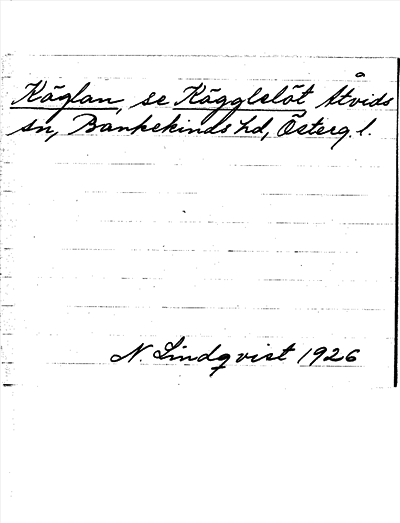 Käglan, se Kägglelöt Åtvids
sn, Bankekinds hd, Österg. l.
N. Lindqvist 1926